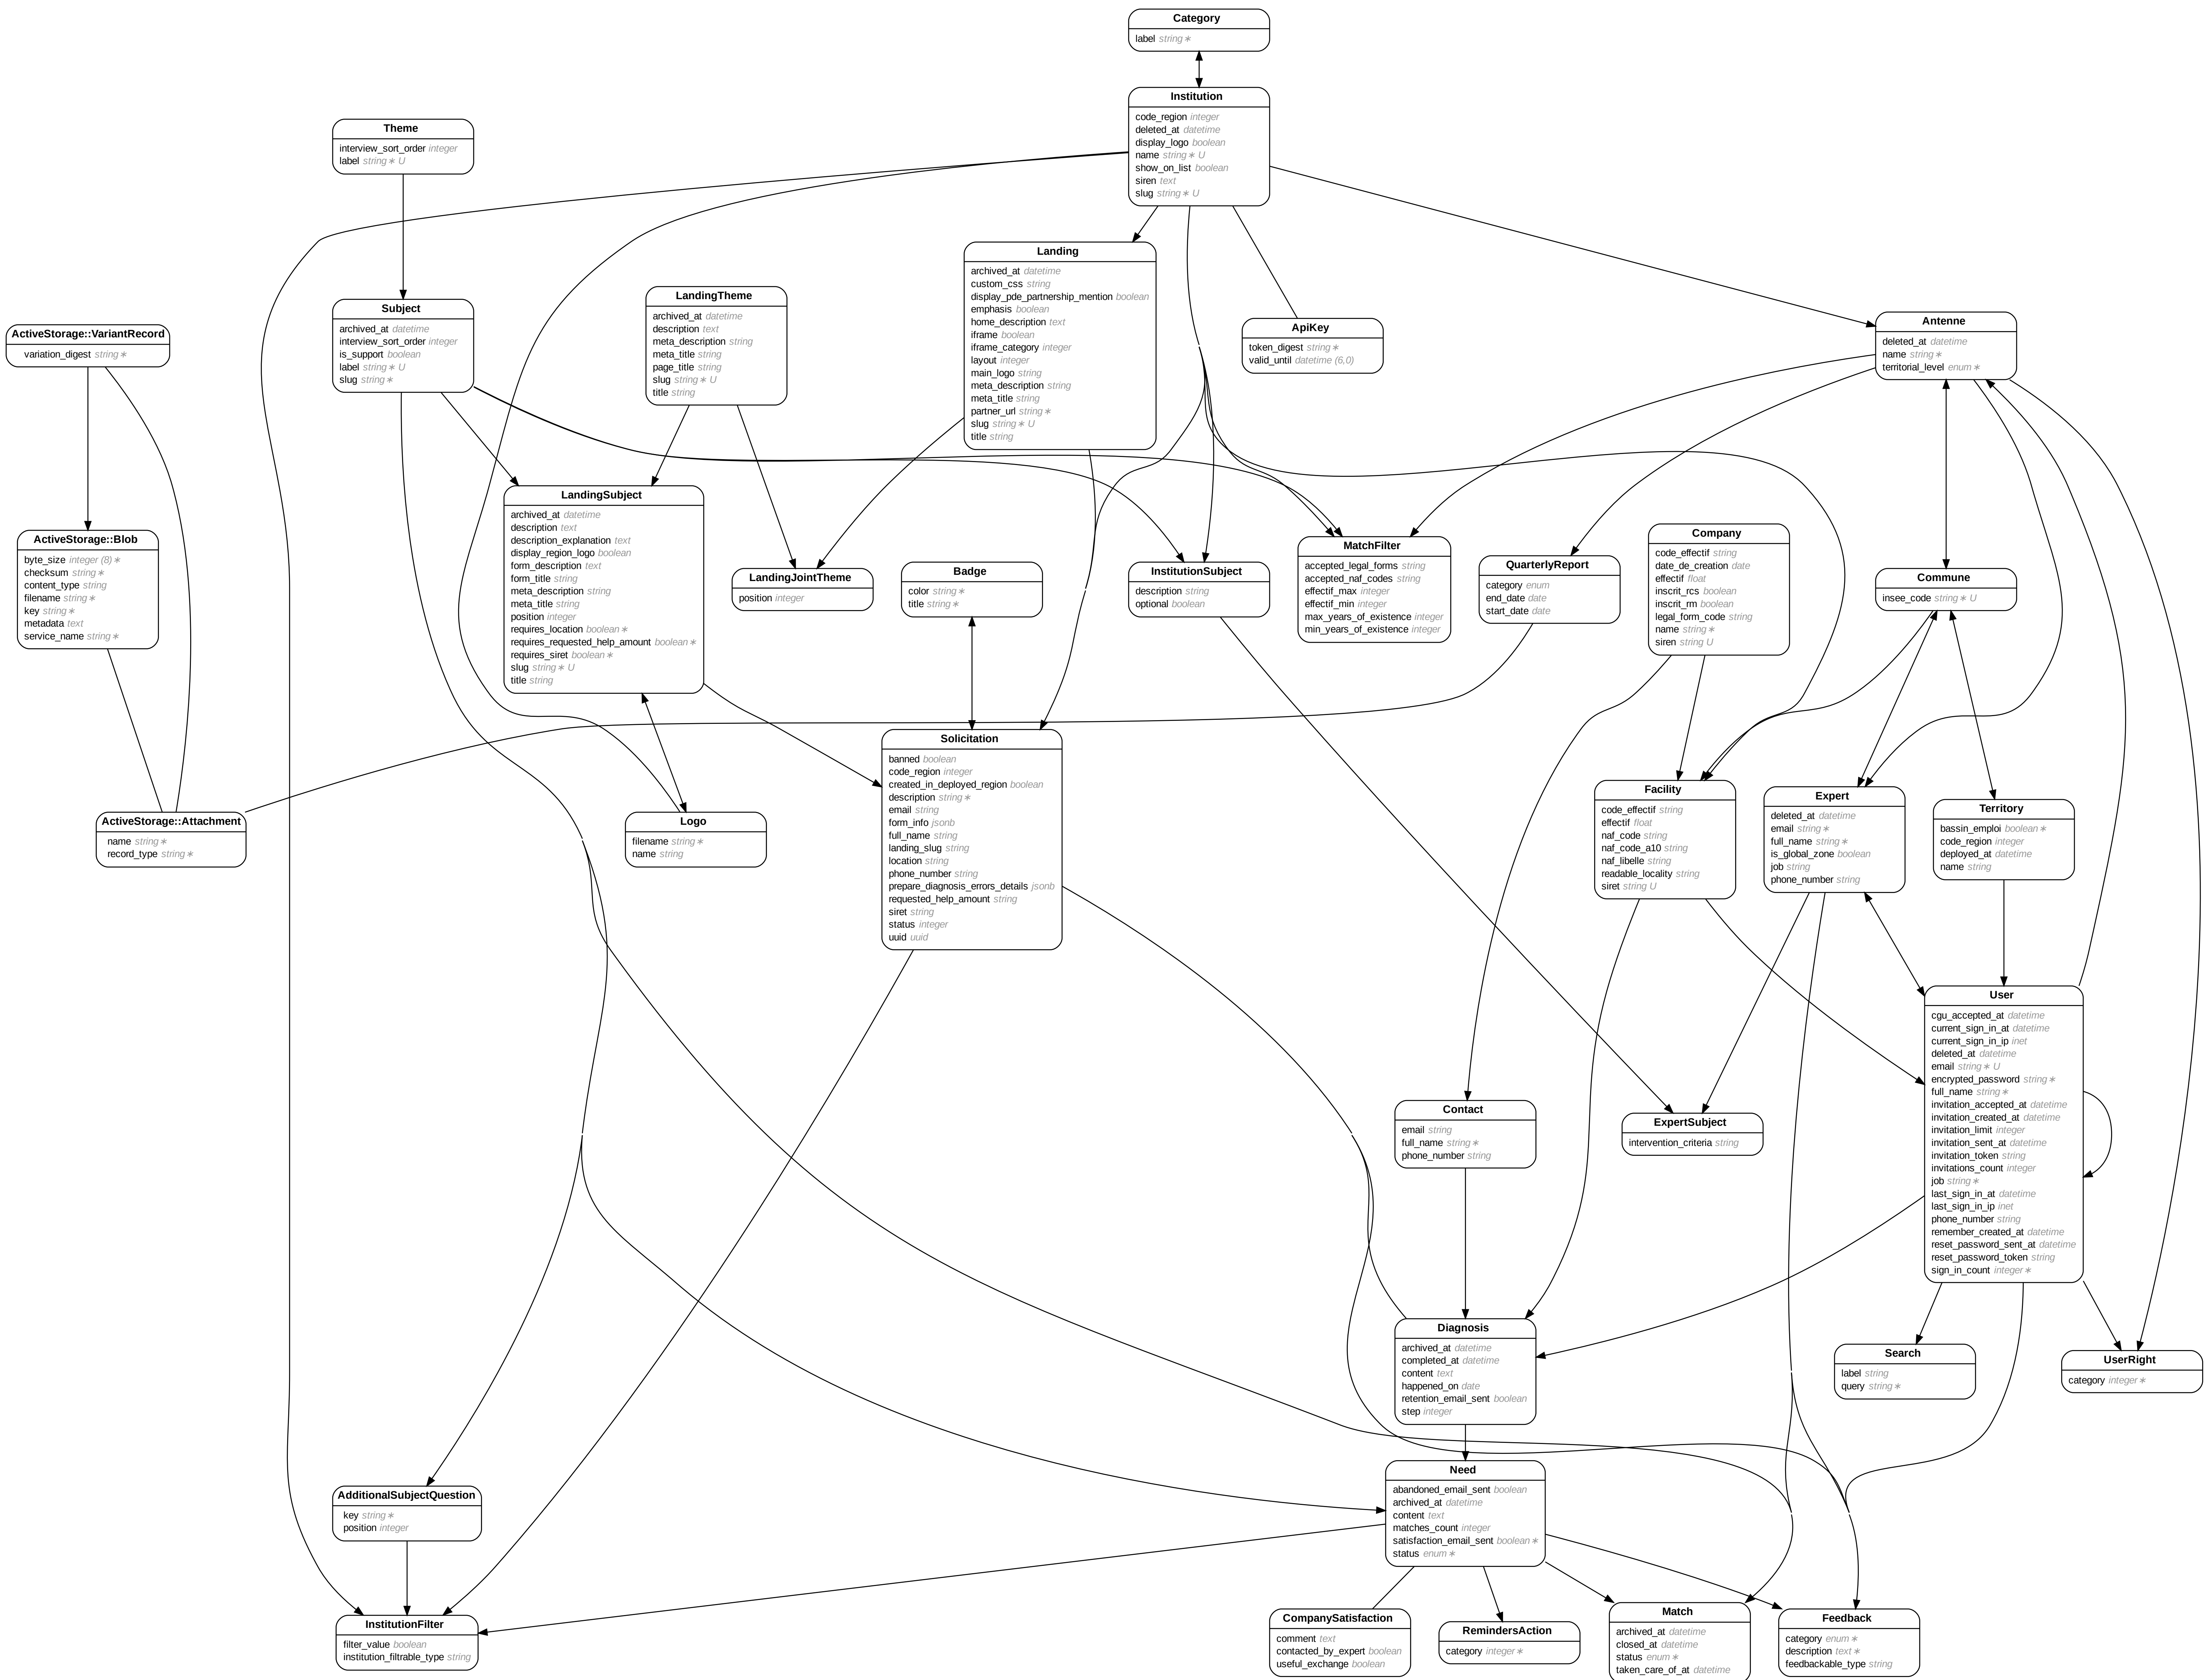 Category
label string∗
Institution
code_region integer
deleted_at datetime
display_logo boolean
name string∗ U
show_on_list boolean
siren text
slug string∗ U
Theme
interview_sort_order integer
label string∗ U
Landing
archived_at datetime
custom_css string
display_pde_partnership_mention boolean
emphasis boolean
home_description text
iframe boolean
iframe_category integer
layout integer
main_logo string
meta_description string
meta_title string
partner_url string∗
slug string∗ U
title string
LandingTheme
archived_at datetime
description text
meta_description string
meta_title string
page_title string
slug string∗ U
title string
Subject
archived_at datetime
interview_sort_order integer
is_support boolean
label string∗ U
slug string∗
ActiveStorage::VariantRecord
variation_digest string∗
ApiKey
token_digest string∗
valid_until datetime (6,0)
Antenne
deleted_at datetime
name string∗
territorial_level enum∗
LandingSubject
archived_at datetime
description text
description_explanation text
display_region_logo boolean
form_description text
form_title string
meta_description string
meta_title string
position integer
requires_location boolean∗
requires_requested_help_amount boolean∗
requires_siret boolean∗
slug string∗ U
title string
ActiveStorage::Blob
byte_size integer (8)∗
checksum string∗
content_type string
filename string∗
key string∗
metadata text
service_name string∗
LandingJointTheme
position integer
Badge
color string∗
title string∗
InstitutionSubject
description string
optional boolean
MatchFilter
accepted_legal_forms string
accepted_naf_codes string
effectif_max integer
effectif_min integer
max_years_of_existence integer
min_years_of_existence integer
QuarterlyReport
category enum
end_date date
start_date date
Company
code_effectif string
date_de_creation date
effectif float
inscrit_rcs boolean
inscrit_rm boolean
legal_form_code string
name string∗
siren string U
Commune
insee_code string∗ U
Solicitation
banned boolean
code_region integer
created_in_deployed_region boolean
description string∗
email string
form_info jsonb
full_name string
landing_slug string
location string
phone_number string
prepare_diagnosis_errors_details jsonb
requested_help_amount string
siret string
status integer
uuid uuid
ActiveStorage::Attachment
name string∗
record_type string∗
Logo
filename string∗
name string
Facility
code_effectif string
effectif float
naf_code string
naf_code_a10 string
naf_libelle string
readable_locality string
siret string U
Expert
deleted_at datetime
email string∗
full_name string∗
is_global_zone boolean
job string
phone_number string
Territory
bassin_emploi boolean∗
code_region integer
deployed_at datetime
name string
User
cgu_accepted_at datetime
current_sign_in_at datetime
current_sign_in_ip inet
deleted_at datetime
email string∗ U
encrypted_password string∗
full_name string∗
invitation_accepted_at datetime
invitation_created_at datetime
invitation_limit integer
invitation_sent_at datetime
invitation_token string
invitations_count integer
job string∗
last_sign_in_at datetime
last_sign_in_ip inet
phone_number string
remember_created_at datetime
reset_password_sent_at datetime
reset_password_token string
sign_in_count integer∗
Contact
email string
full_name string∗
phone_number string
ExpertSubject
intervention_criteria string
Diagnosis
archived_at datetime
completed_at datetime
content text
happened_on date
retention_email_sent boolean
step integer
Search
label string
query string∗
UserRight
category integer∗
Need
abandoned_email_sent boolean
archived_at datetime
content text
matches_count integer
satisfaction_email_sent boolean∗
status enum∗
AdditionalSubjectQuestion
key string∗
position integer
InstitutionFilter
filter_value boolean
institution_filtrable_type string
CompanySatisfaction
comment text
contacted_by_expert boolean
useful_exchange boolean
RemindersAction
category integer∗
Match
archived_at datetime
closed_at datetime
status enum∗
taken_care_of_at datetime
Feedback
category enum∗
description text∗
feedbackable_type string